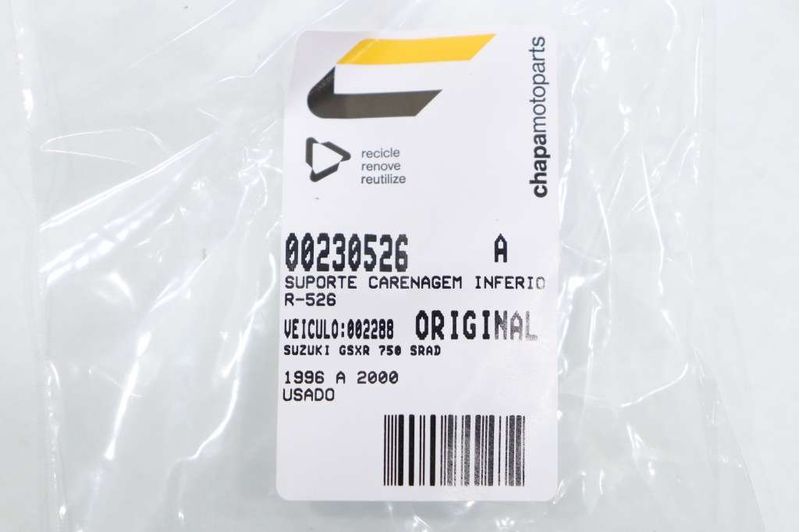 chapamotoparts
recicle
renove
reutilize
00230526 A
SUPORTE CARENAGEM INFERIO
R-526
VEICULO:002288 ORIGINAL
SUZUKI GSXR 750 SRAD
1996 A 2000
USADO